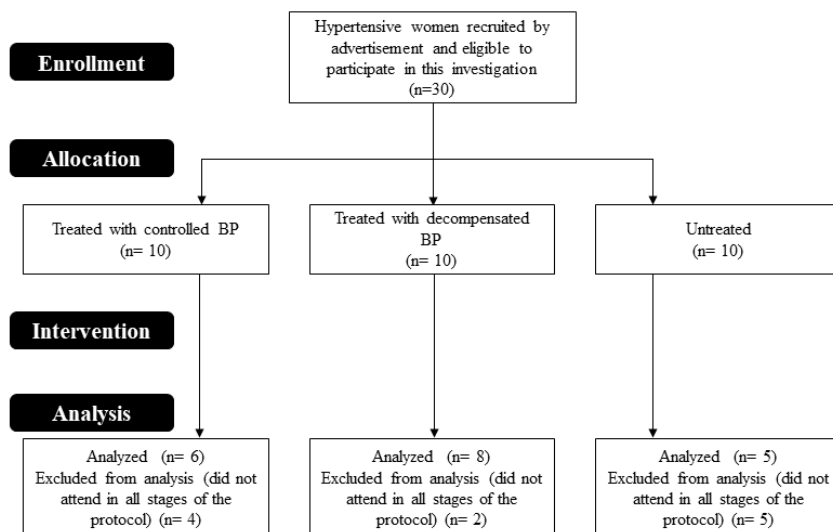 Enrollment
Hypertensive women recruited by
advertisement and eligible to
participate in this investigation
(n=30)
Allocation
Treated with controlled BP
(n= 10)
Treated with decompensated
BP
(n= 10)
Untreated
(n= 10)
Intervention
Analysis
Analyzed (n= 6)
Excluded from analysis (did not
attend in all stages of the
protocol) (n= 4)
Analyzed (n= 8)
Excluded from analysis (did not
attend in all stages of the
protocol) (n= 2)
Analyzed (n= 5)
Excluded from analysis (did not
attend in all stages of the
protocol) (n= 5)